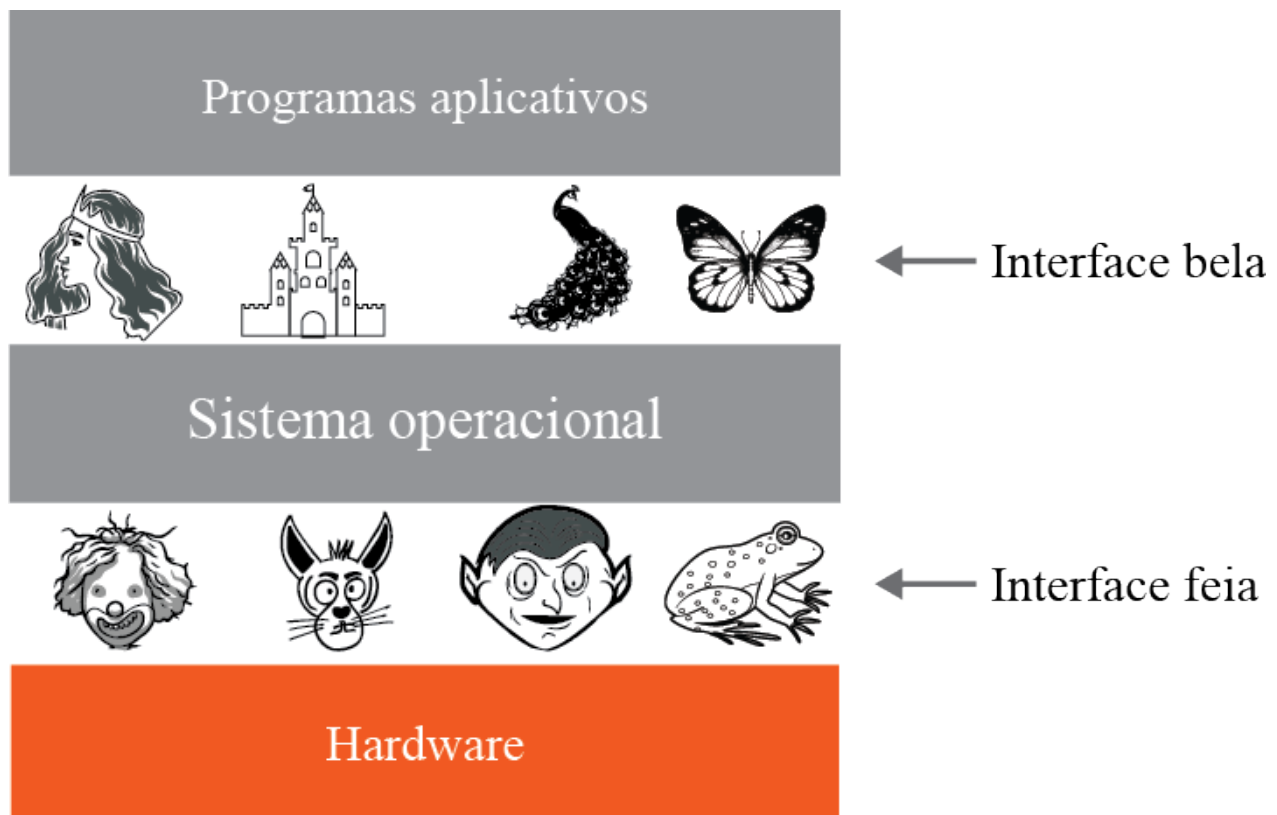 Programas aplicativos
Interface bela
Sistema operacional
Interface feia
Hardware